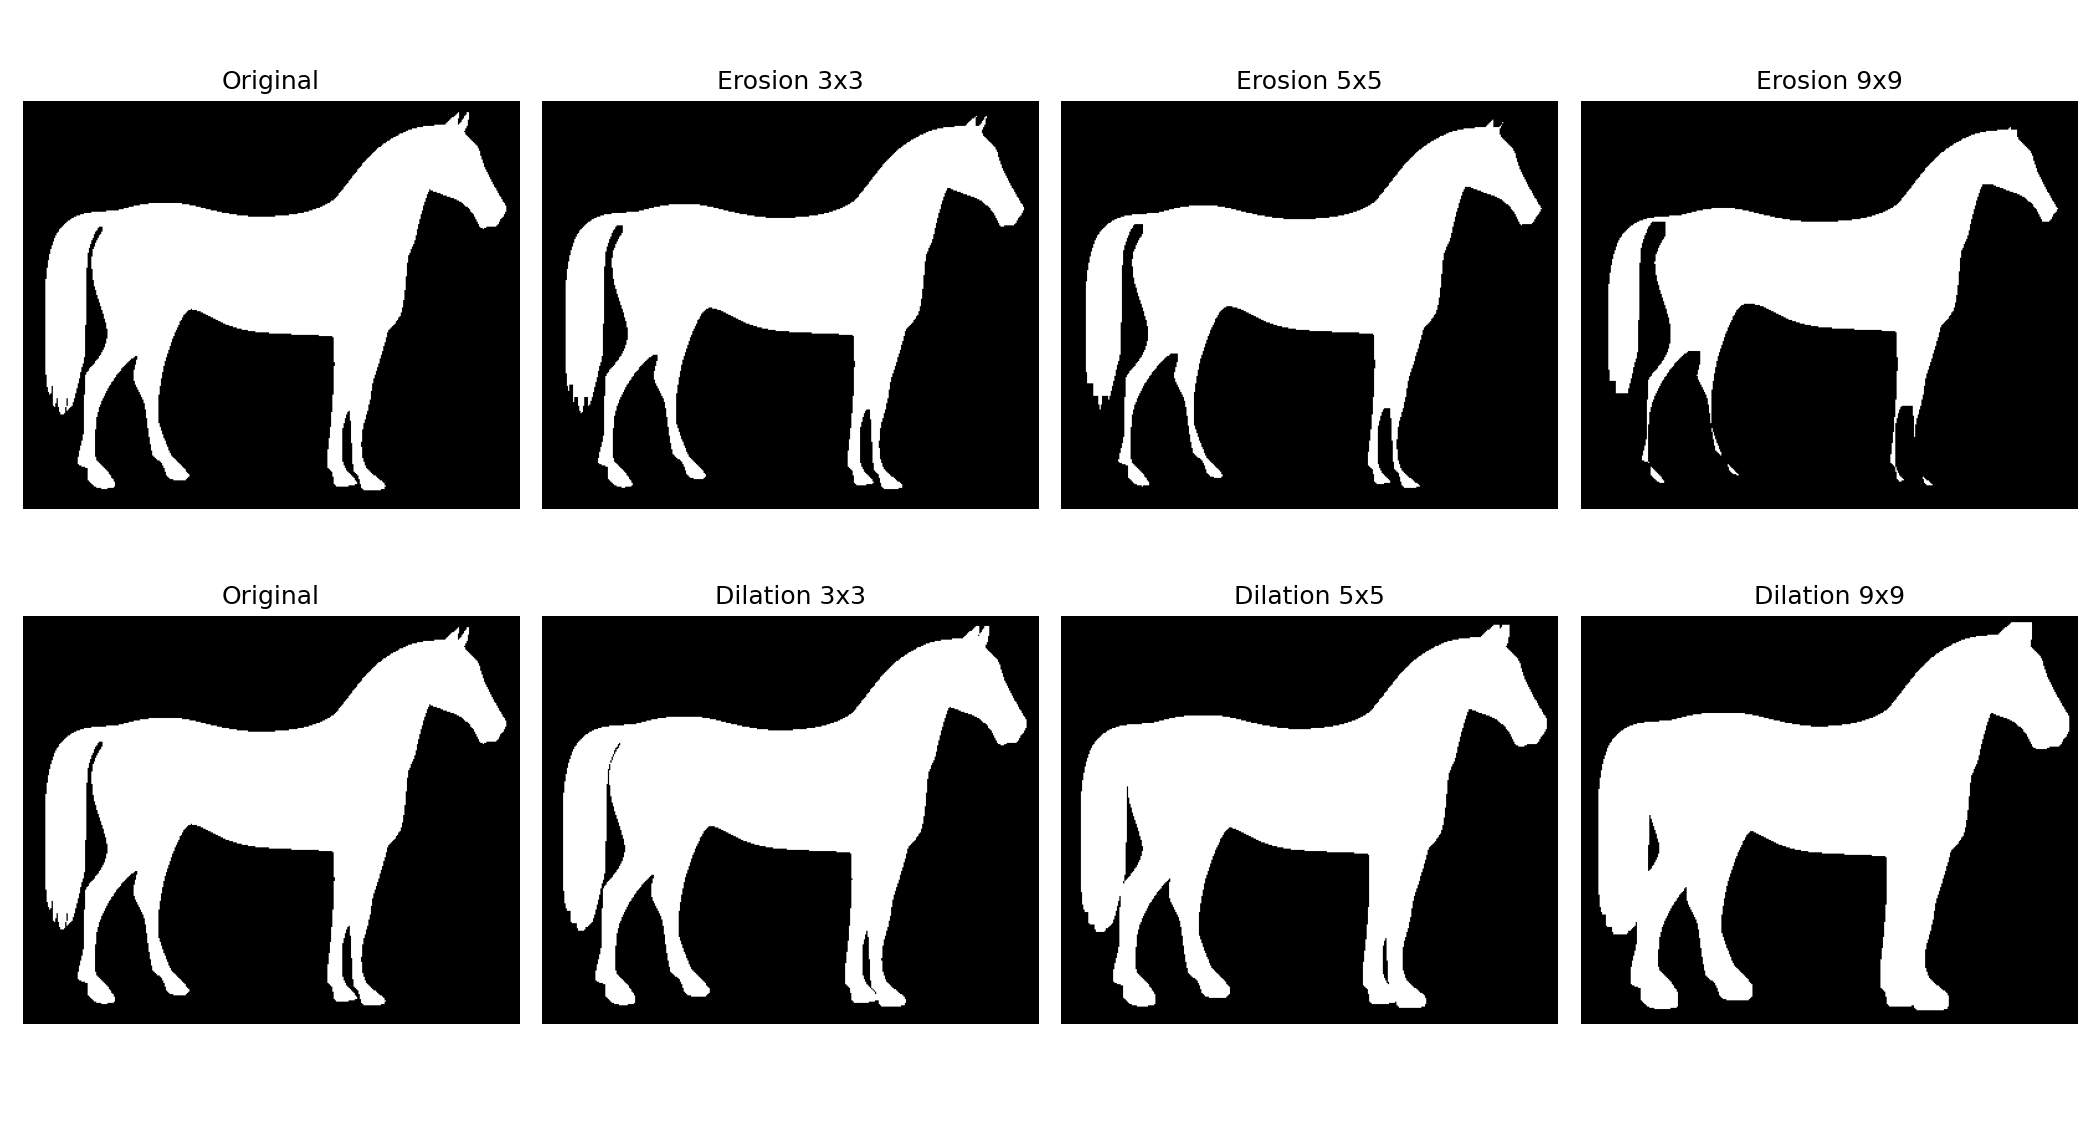 Original
Erosion 3x3
Erosion 5x5
Erosion 9x9
Original
Dilation 3x3
Dilation 5x5
Dilation 9x9